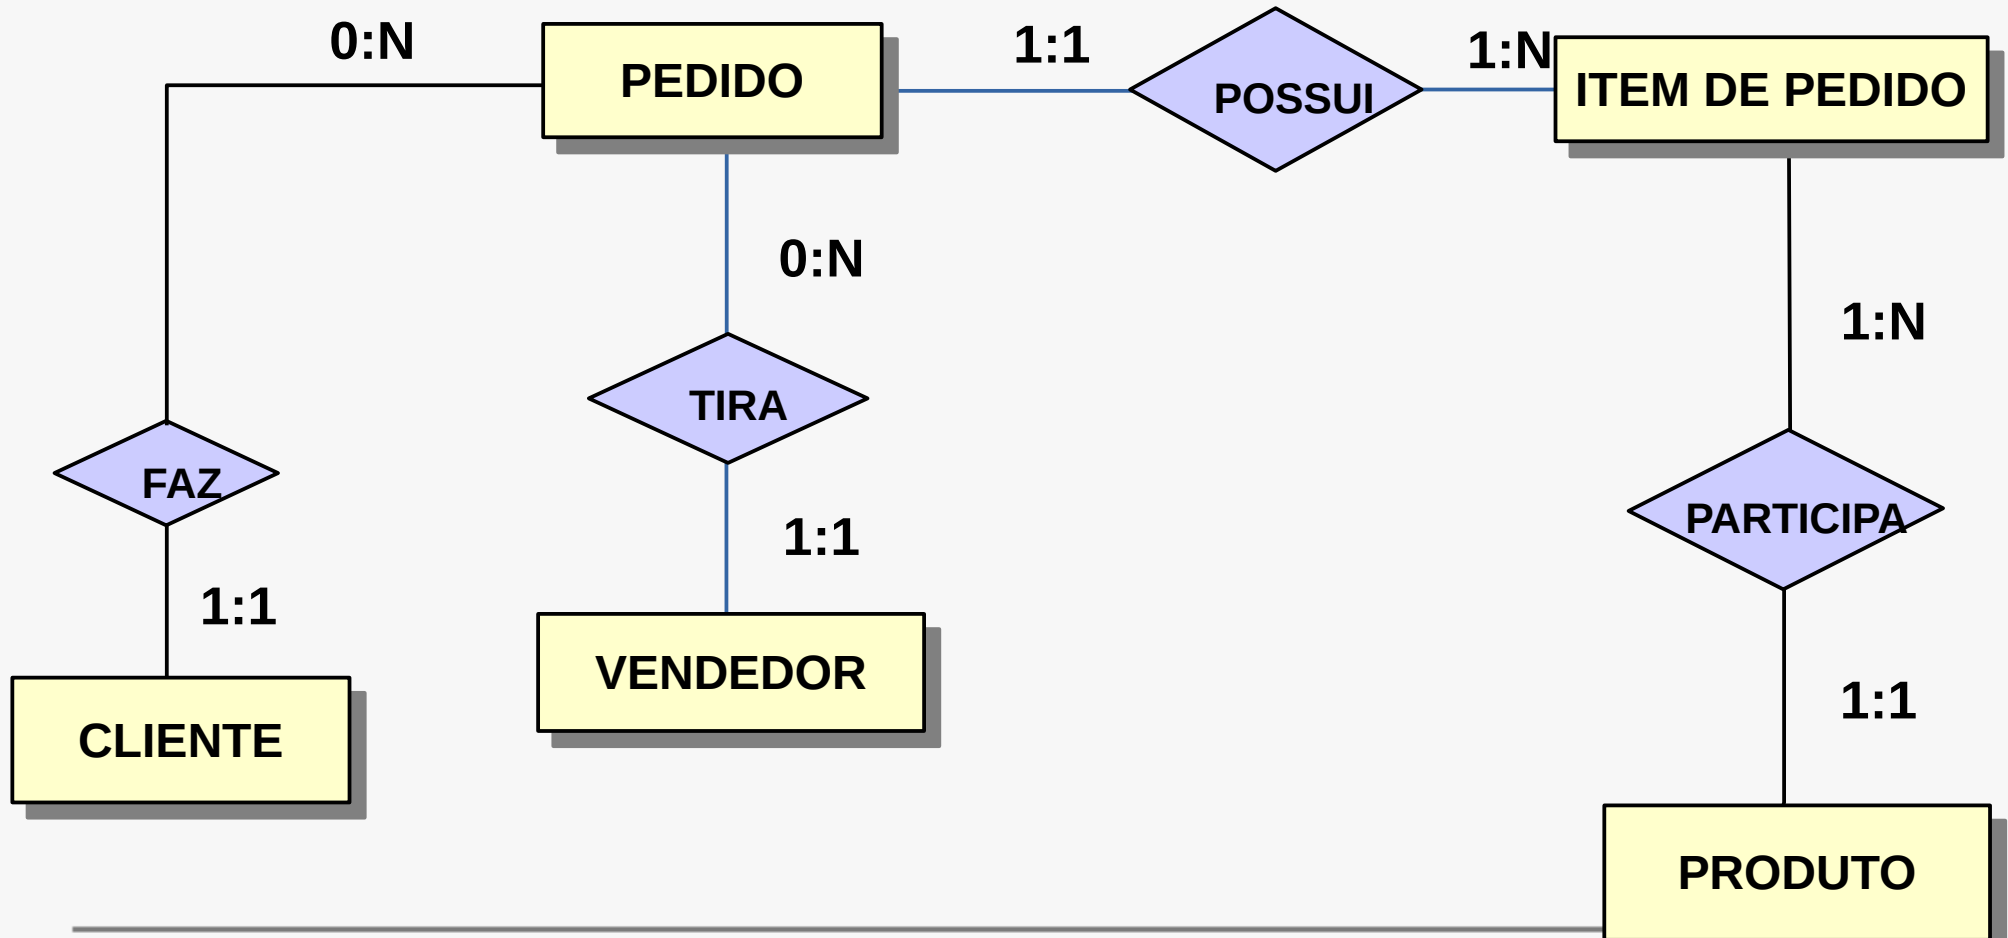 0:N
PEDIDO
1:1
POSSUI
1:N
ITEM DE PEDIDO
0:N
1:N
TIRA
FAZ
PARTICIPA
1:1
1:1
VENDEDOR
1:1
CLIENTE
PRODUTO